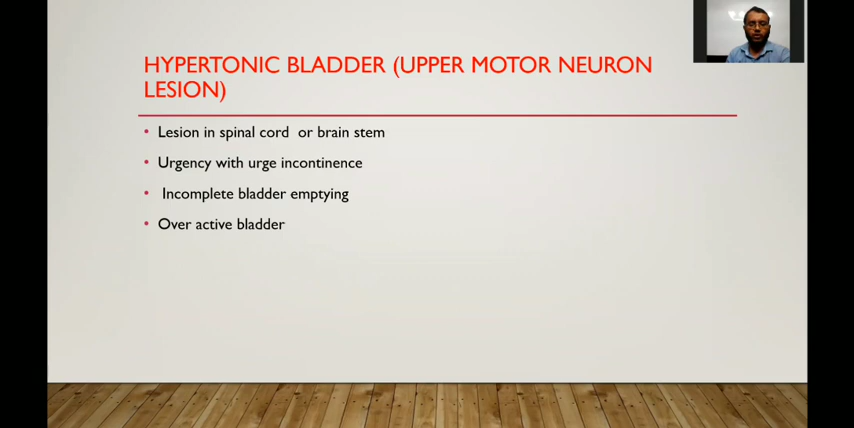 HYPERTONIC BLADDER (UPPER MOTOR NEURON
LESION)
• Lesion in spinal cord  or brain stem
• Urgency with urge incontinence
•  Incomplete bladder emptying
• Over active bladder